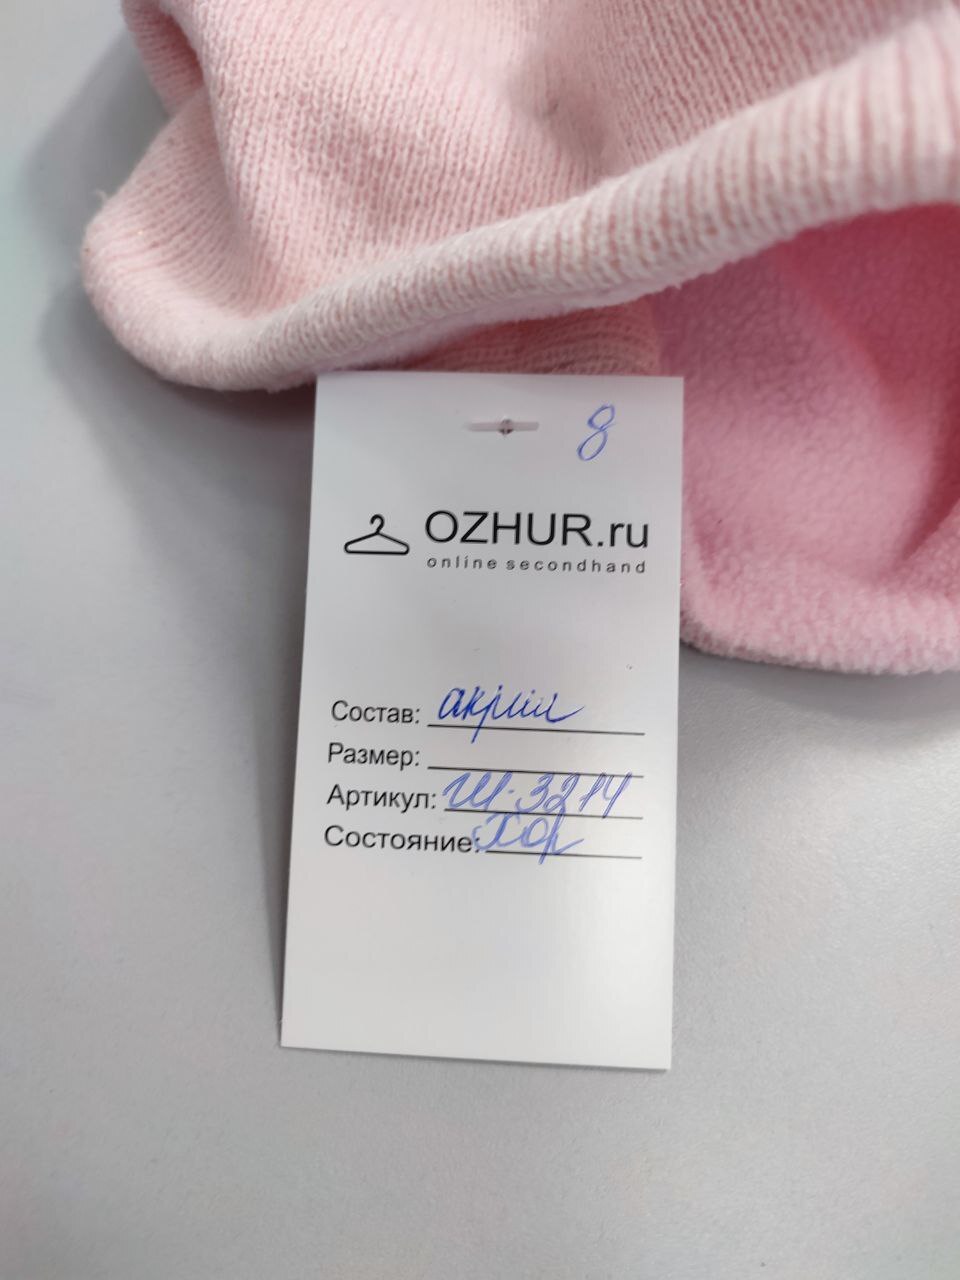 8
OZHUR.ru
online secondhand
Состав: акрил
Размер:
Артикул: Ш-3214
Состояние: Хор